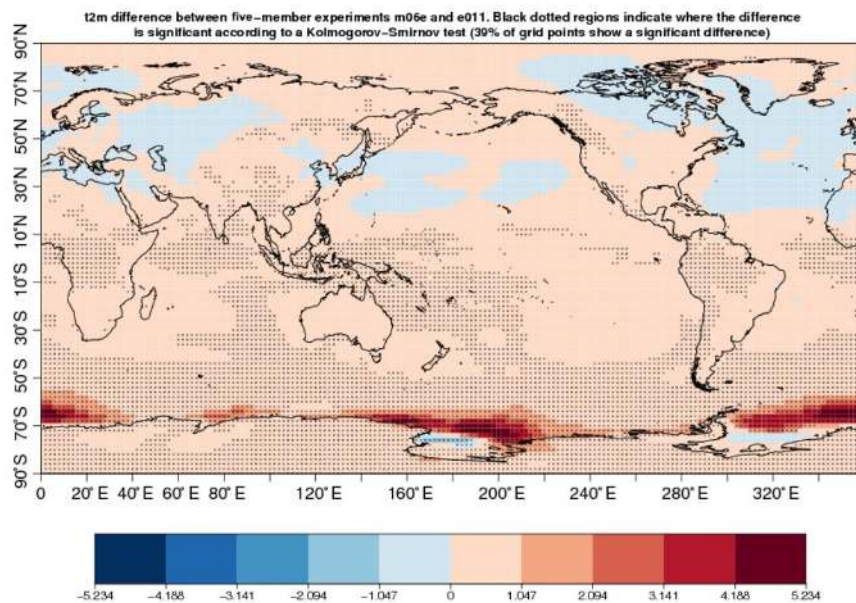 t2m difference between five-member experiments m06e and e011. Black dotted regions indicate where the difference
is significant according to a Kolmogorov-Smirnov test (39% of grid points show a significant difference)
90°N
70°N
50°N
30°N
10°N
10°S
30°S
50°S
70°S
90°S
0 20°E 40°E 80°E 120°E 160°E 200°E 240°E 280°E 320°E
-5.234 -4.188 -3.141 -2.094 -1.047 0 1.047 2.094 3.141 4.188 5.234